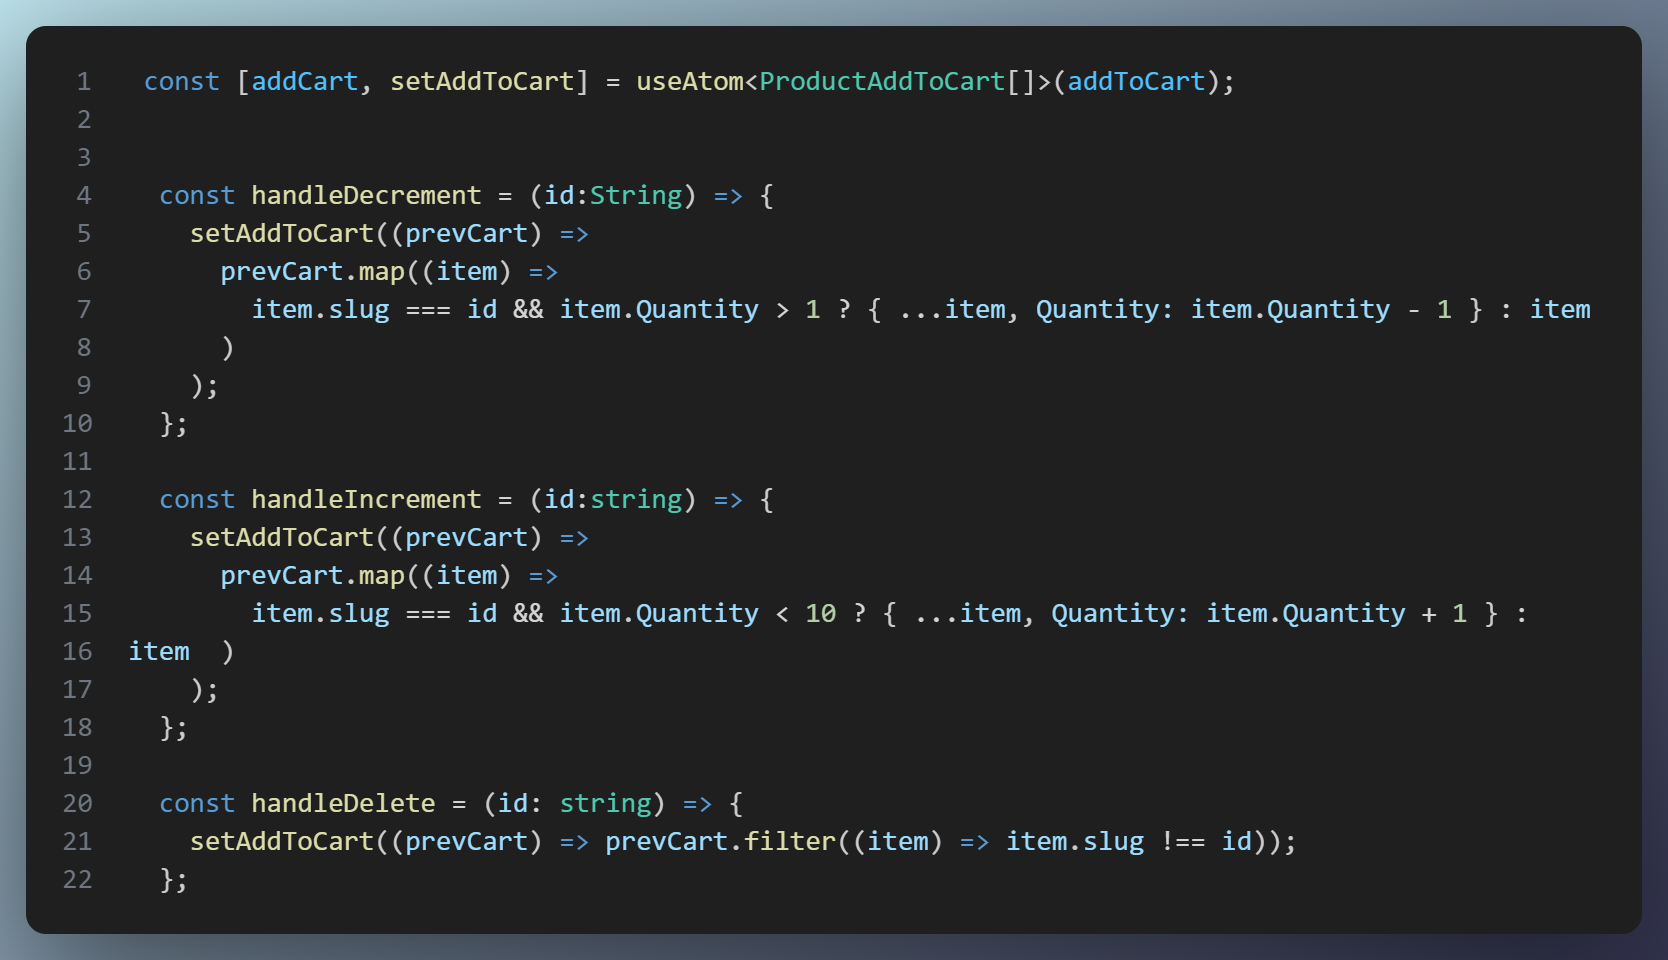 1 const [addCart, setAddToCart] = useAtom<ProductAddToCart[]>(addToCart);
2
3
4 const handleDecrement = (id:String) => {
5 setAddToCart((prevCart) =>
6 prevCart.map((item) =>
7 item.slug === id && item.Quantity > 1 ? { ...item, Quantity: item.Quantity - 1 } : item
8 )
9 );
10 };
11
12 const handleIncrement = (id:string) => {
13 setAddToCart((prevCart) =>
14 prevCart.map((item) =>
15 item.slug === id && item.Quantity < 10 ? { ...item, Quantity: item.Quantity + 1 } :
16 item )
17 );
18 };
19
20 const handleDelete = (id: string) => {
21 setAddToCart((prevCart) => prevCart.filter((item) => item.slug !== id));
22 };